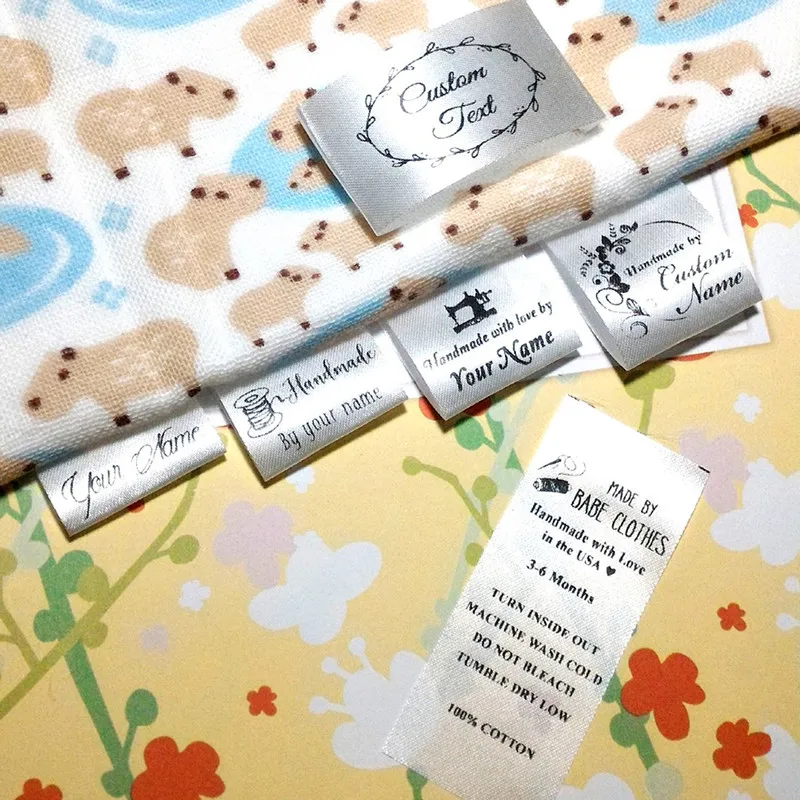 Custom
Text
Handmade by
Custom
Name
Handmade with love by
Your Name
Handmade
By your name
Your Name
MADE BY
BABE CLOTHES
Handmade with Love
in the USA ♥
3-6 Months
TURN INSIDE OUT
MACHINE WASH COLD
DO NOT BLEACH
TUMBLE DRY LOW
100% COTTON